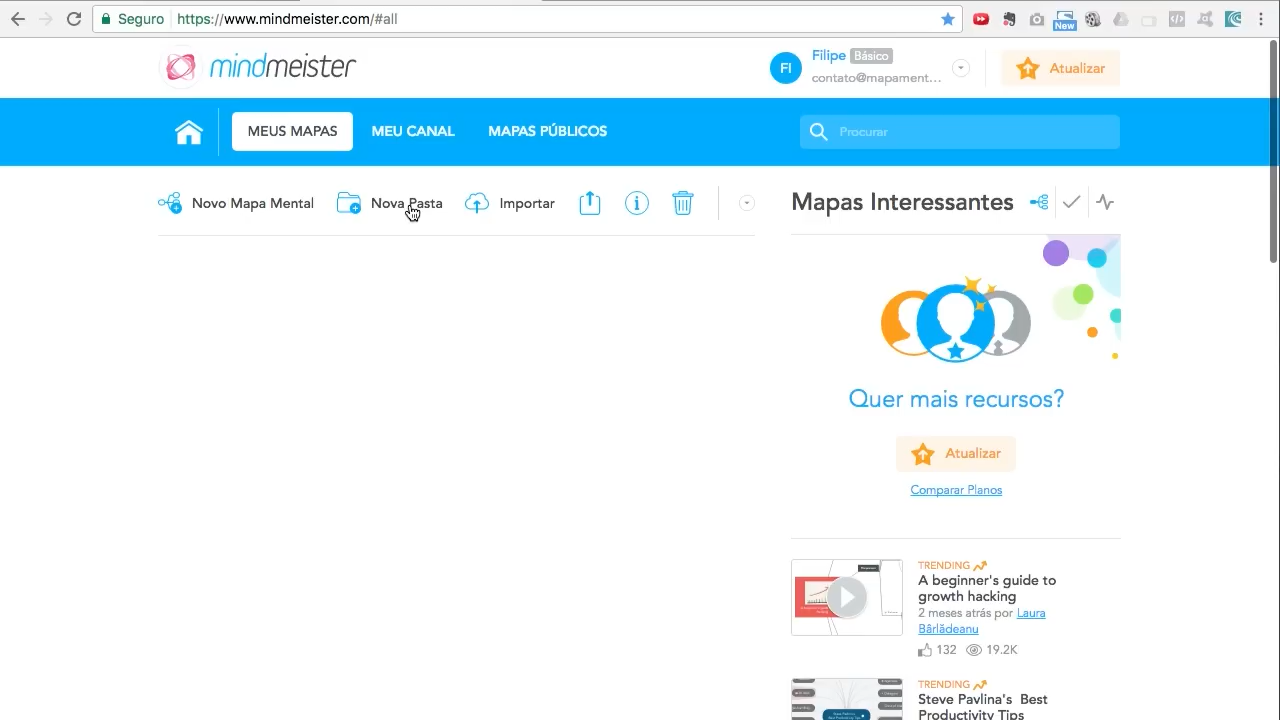 Seguro https://www.mindmeister.com/#all
New
mindmeister
FI
Filipe Básico
contato@mapament...
Atualizar
MEUS MAPAS
MEU CANAL
MAPAS PÚBLICOS
Procurar
Novo Mapa Mental
Nova Pasta
Importar
Mapas Interessantes
Quer mais recursos?
Atualizar
Comparar Planos
TRENDING
A beginner's guide to
growth hacking
2 meses atrás por Laura
Bârlădeanu
132 19.2K
TRENDING
Steve Pavlina's Best
Productivity Tips